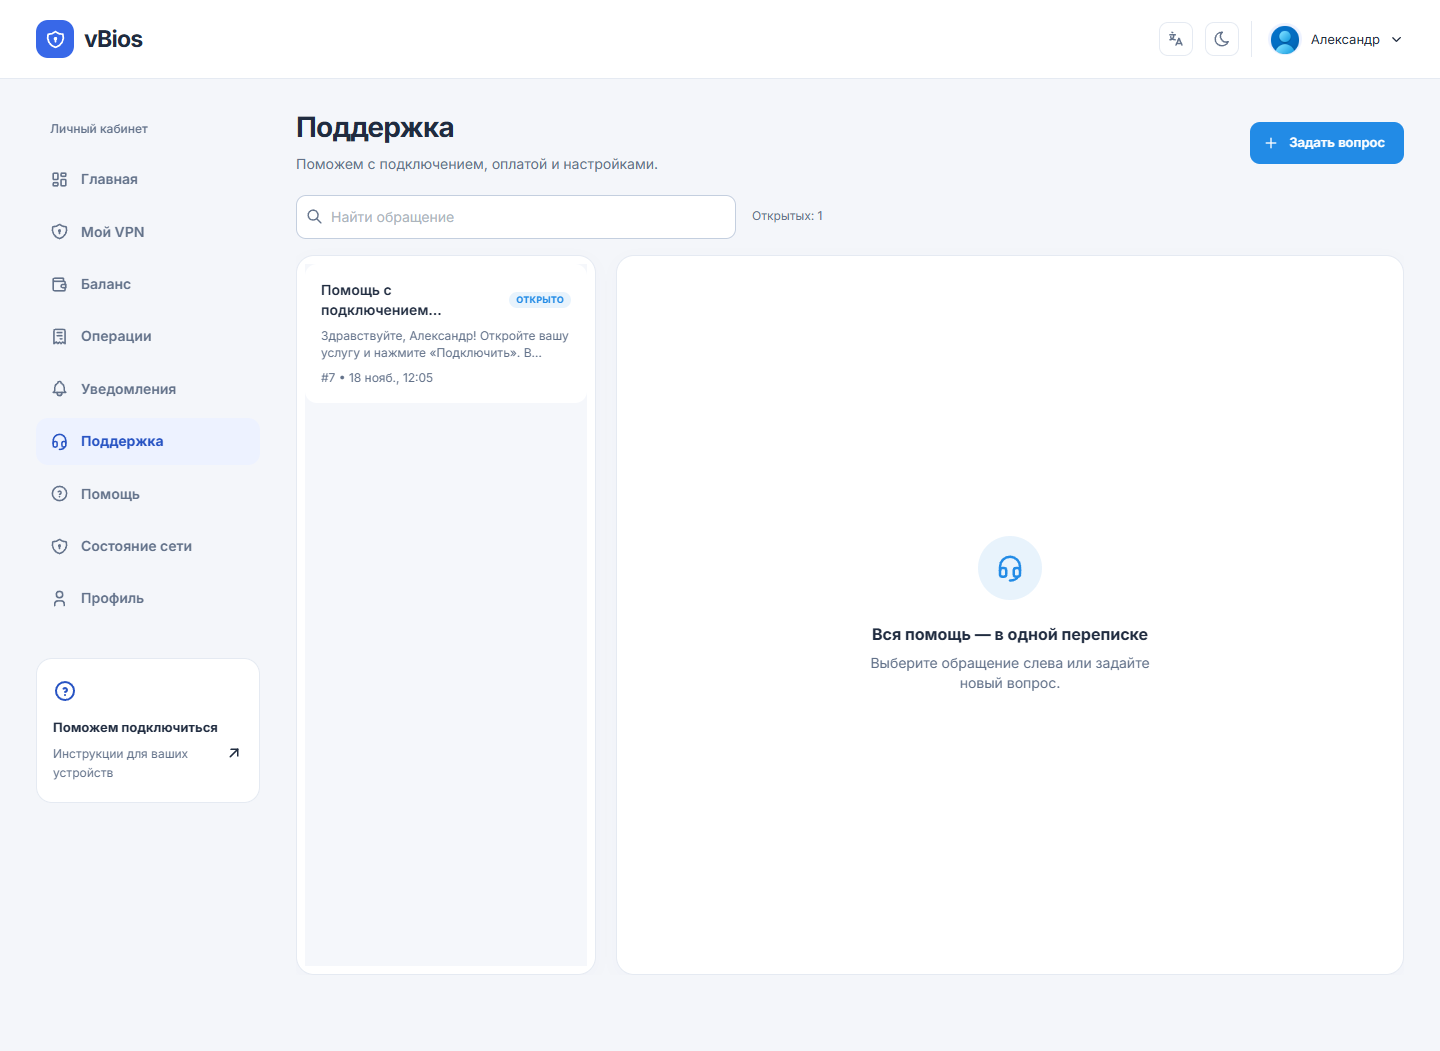 vBios
Александр
Личный кабинет
Главная
Мой VPN
Баланс
Операции
Уведомления
Поддержка
Помощь
Состояние сети
Профиль
Поможем подключиться
Инструкции для ваших
устройств
Поддержка
Поможем с подключением, оплатой и настройками.
Задать вопрос
Найти обращение
Открытых: 1
Помощь с
подключением...
ОТКРЫТО
Здравствуйте, Александр! Откройте вашу
услугу и нажмите «Подключить». В...
#7 • 18 нояб., 12:05
Вся помощь — в одной переписке
Выберите обращение слева или задайте
новый вопрос.